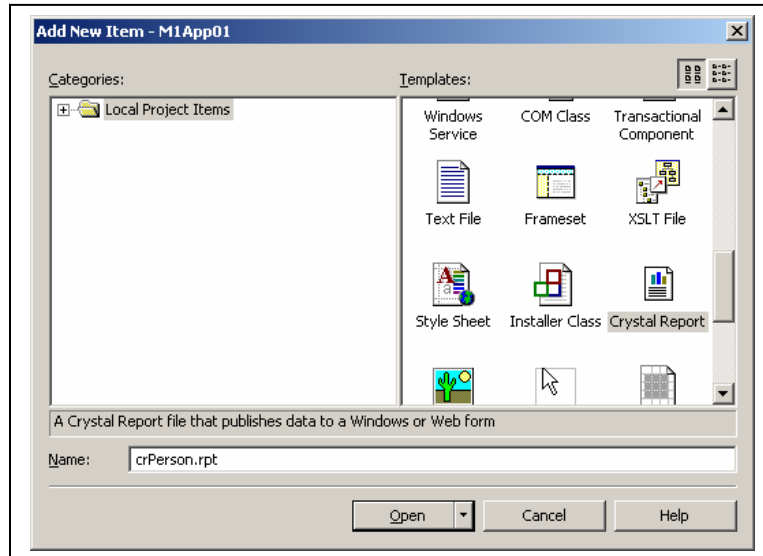 Add New Item - M1App01
Categories:
Templates:
Local Project Items
Windows Service
COM Class
Transactional Component
Text File
Frameset
XSLT File
Style Sheet
Installer Class
Crystal Report
A Crystal Report file that publishes data to a Windows or Web form
Name:
crPerson.rpt
Open
Cancel
Help